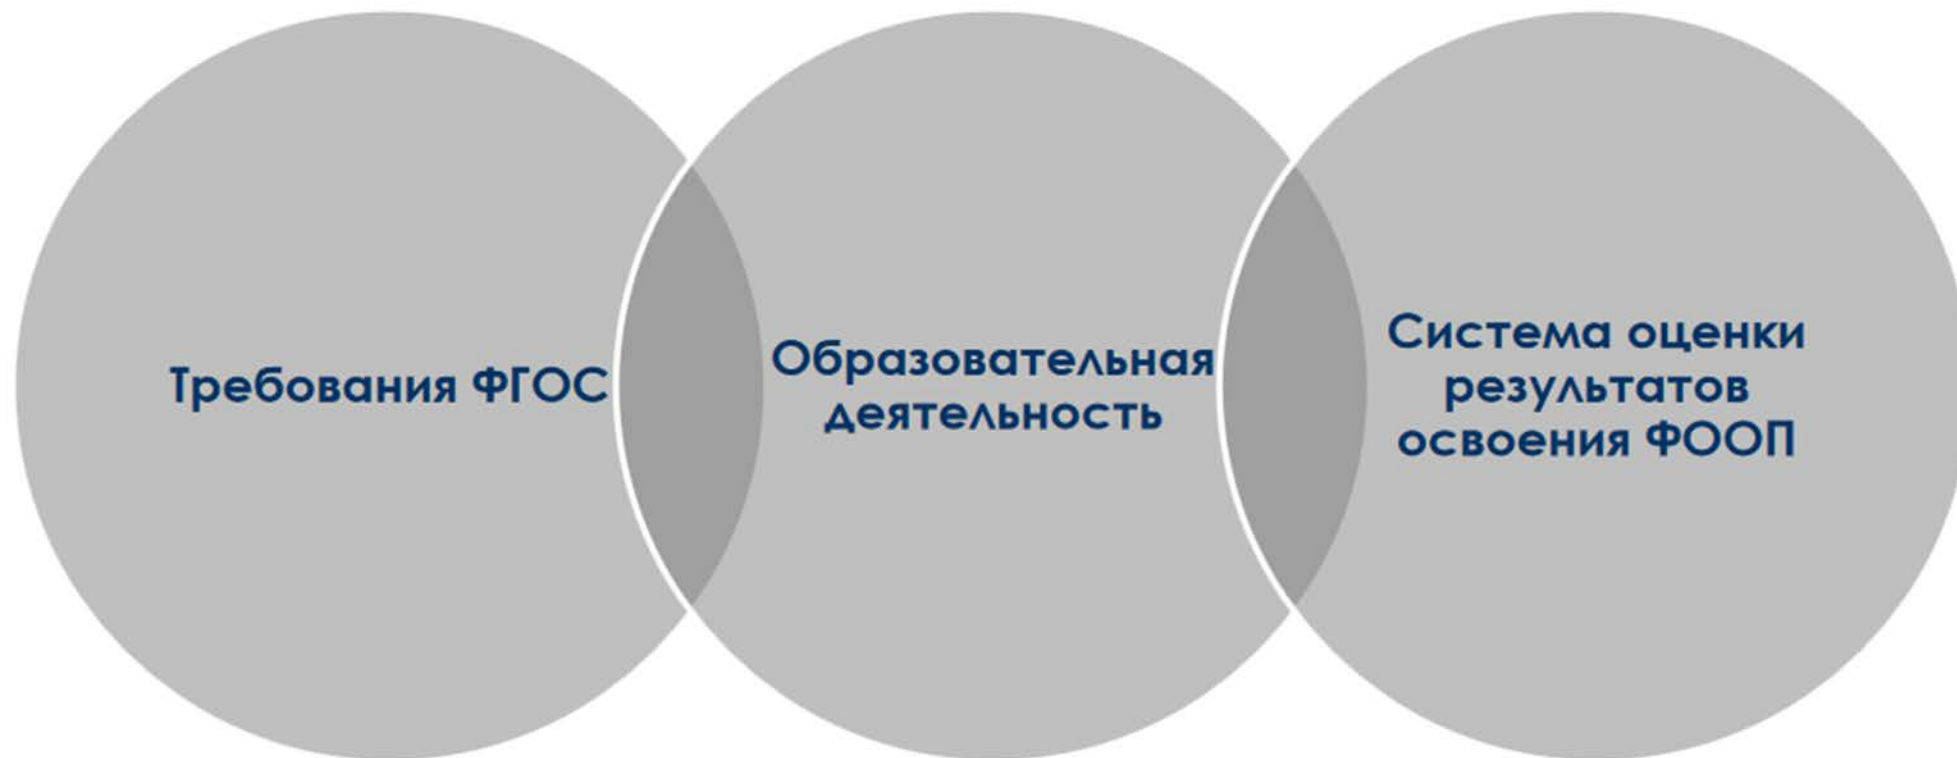 Требования ФГОС
Образовательная
деятельность
Система оценки
результатов
освоения ФООП